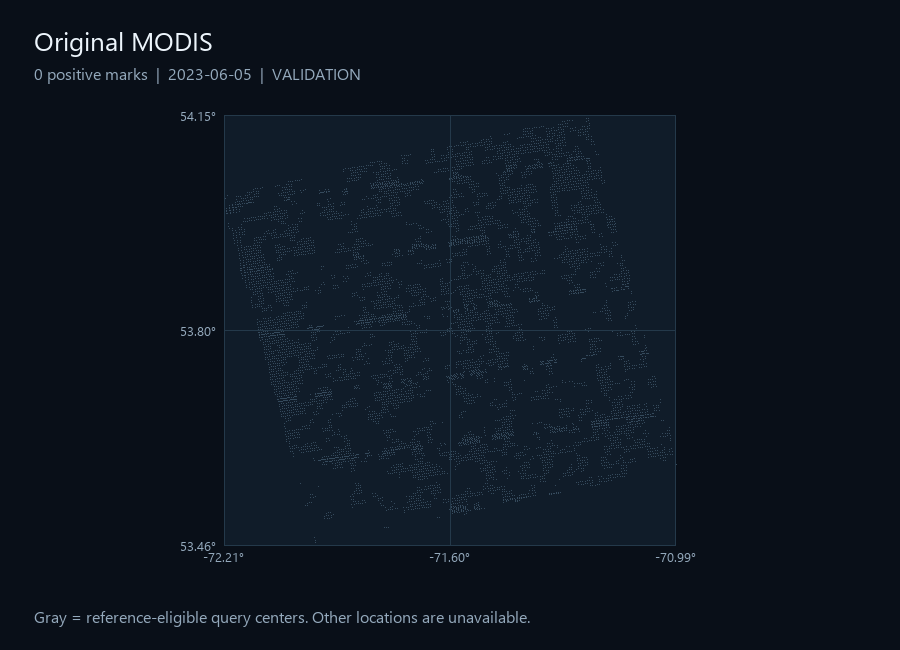 Original MODIS
0 positive marks | 2023-06-05 | VALIDATION
54.15°
53.80°
53.46°
-72.21° -71.60° -70.99°
Gray = reference-eligible query centers. Other locations are unavailable.